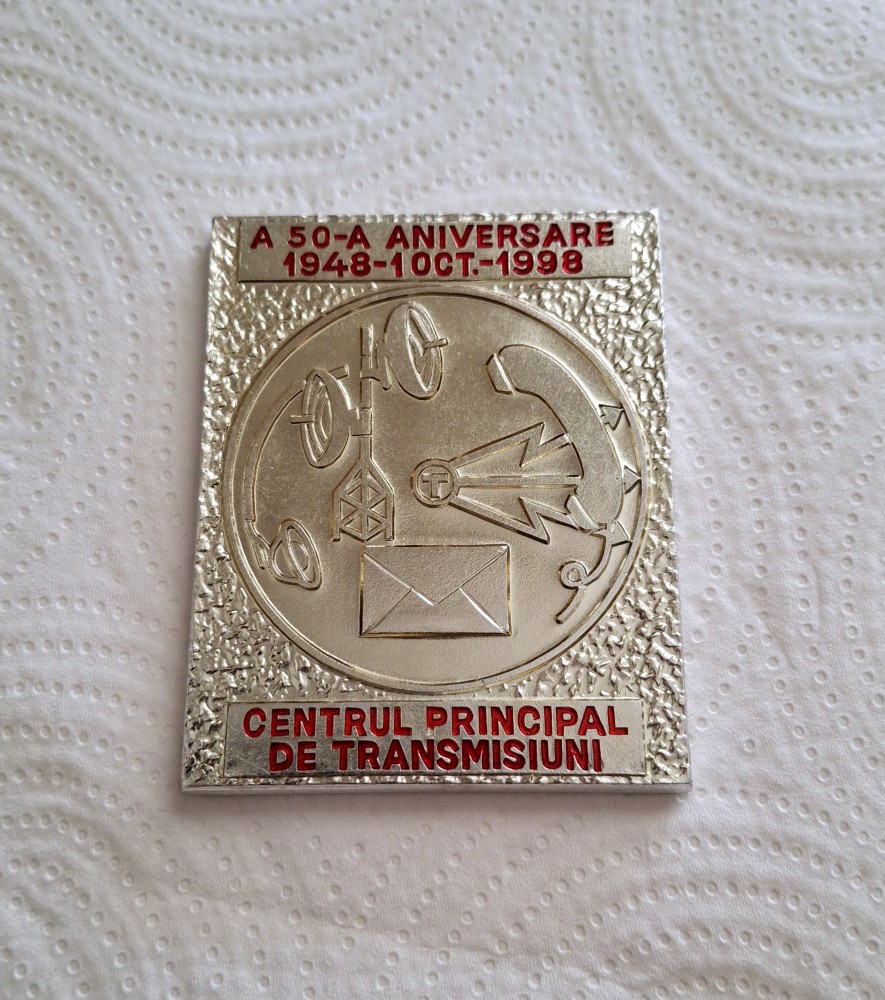 A 50-A ANIVERSARE
1948-1OCT.-1998
T
CENTRUL PRINCIPAL
DE TRANSMISIUNI